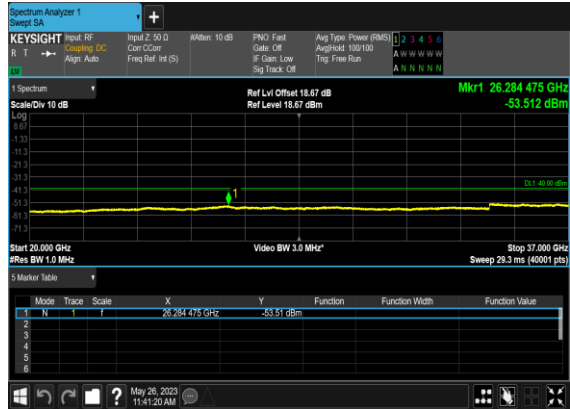 Spectrum Analyzer 1
Swept SA
+
KEYSIGHT Input: RF Input Z: 50 Ω #Atten: 10 dB PNO: Fast Avg Type: Power (RMS) 1 2 3 4 5 6
R T Coupling: DC Corr CCorr Gate: Off Avg|Hold: 100/100 A W W W W W
Align: Auto Freq Ref: Int (S) IF Gain: Low Trig: Free Run
Sig Track: Off A N N N N N
LXI
1 Spectrum Ref Lvl Offset 18.67 dB Mkr1 26.284 475 GHz
Scale/Div 10 dB Ref Level 18.67 dBm -53.512 dBm
Log
8.67
-1.33
-11.3
-21.3
-31.3
DL1 -40.00 dBm
-41.3
1
-51.3
-61.3
-71.3
Start 20.000 GHz Video BW 3.0 MHz* Stop 37.000 GHz
#Res BW 1.0 MHz Sweep 29.3 ms (40001 pts)
5 Marker Table
Mode Trace Scale X Y Function Function Width Function Value
1 N 1 f 26.284 475 GHz -53.51 dBm
2
3
4
5
6
? May 26, 2023
11:41:20 AM